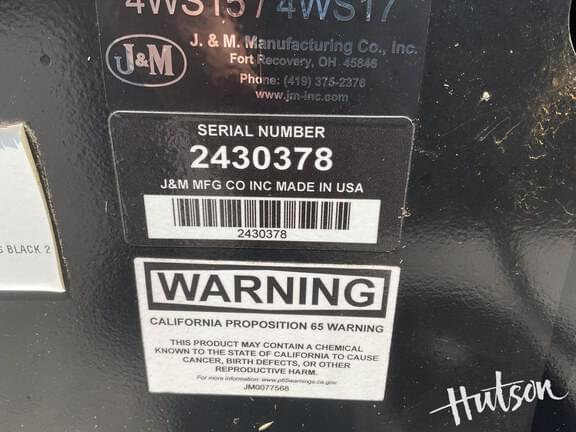 4WS15 / 4WS17
J&M
J. & M. Manufacturing Co., Inc.
Fort Recovery, OH 45846
Phone: (419) 375-2376
www.jm-inc.com
SERIAL NUMBER
2430378
J&M MFG CO INC MADE IN USA
2430378
S BLACK 2
WARNING
CALIFORNIA PROPOSITION 65 WARNING
THIS PRODUCT MAY CONTAIN A CHEMICAL
KNOWN TO THE STATE OF CALIFORNIA TO CAUSE
CANCER, BIRTH DEFECTS, OR OTHER
REPRODUCTIVE HARM.
For more information: www.p65warnings.ca.gov
JM0077568
Hutson